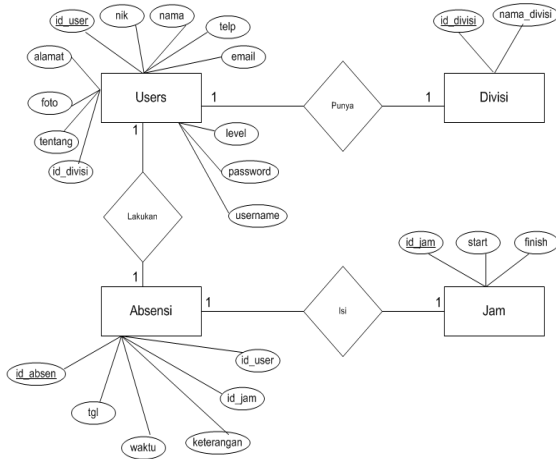 id_user
nik
nama
telp
email
alamat
foto
tentang
id_divisi
Users
1
Punya
1
Divisi
id_divisi
nama_divisi
level
password
username
1
Lakukan
1
Absensi
1
Isi
1
Jam
id_jam
start
finish
id_absen
tgl
waktu
keterangan
id_jam
id_user